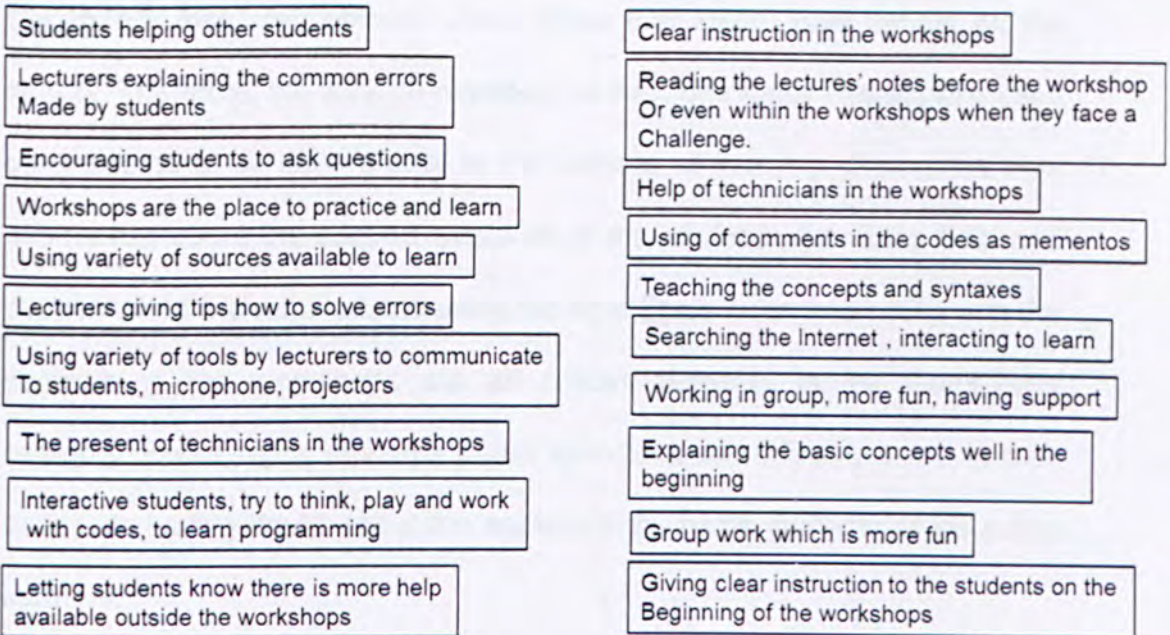 Students helping other students
Lecturers explaining the common errors
Made by students
Encouraging students to ask questions
Workshops are the place to practice and learn
Using variety of sources available to learn
Lecturers giving tips how to solve errors
Using variety of tools by lecturers to communicate
To students, microphone, projectors
The present of technicians in the workshops
Interactive students, try to think, play and work
with codes, to learn programming
Letting students know there is more help
available outside the workshops
Clear instruction in the workshops
Reading the lectures' notes before the workshop
Or even within the workshops when they face a
Challenge.
Help of technicians in the workshops
Using of comments in the codes as mementos
Teaching the concepts and syntaxes
Searching the Internet , interacting to learn
Working in group, more fun, having support
Explaining the basic concepts well in the
beginning
Group work which is more fun
Giving clear instruction to the students on the
Beginning of the workshops